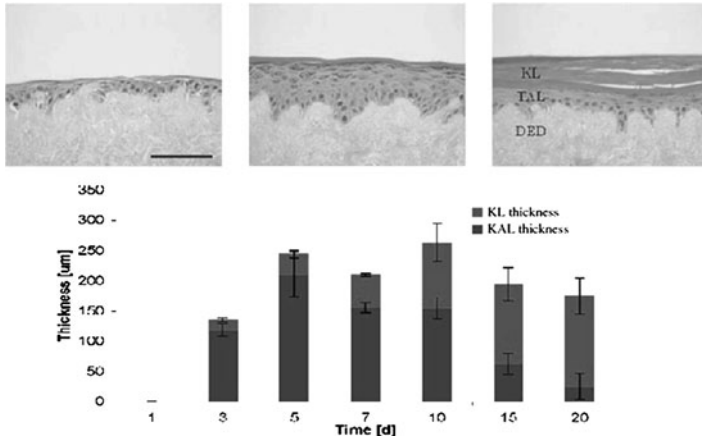 KL
TAL
DED
350
300
250
200
150
100
50
0
Thickness [um]
KL thickness
KAL thickness
1 3 5 7 10 15 20
Time [d]